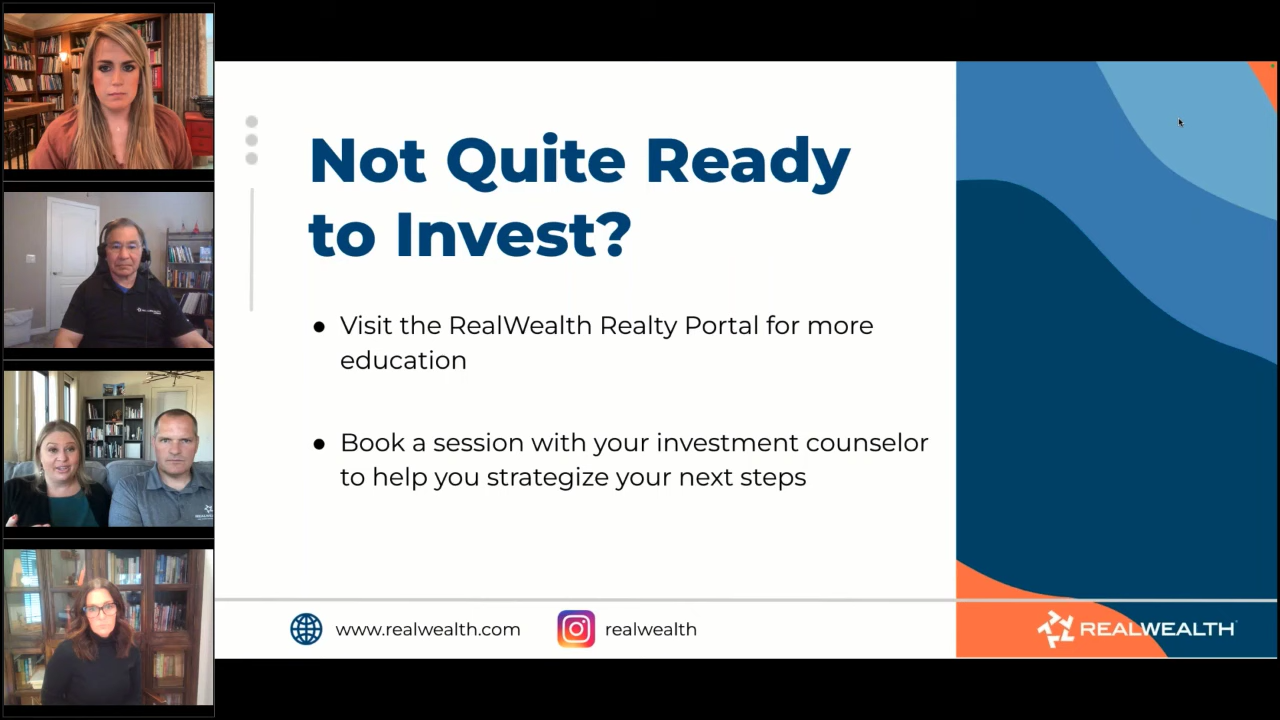 Not Quite Ready
to Invest?
● Visit the RealWealth Realty Portal for more
education
● Book a session with your investment counselor
to help you strategize your next steps
www.realwealth.com
realwealth
REALWEALTH